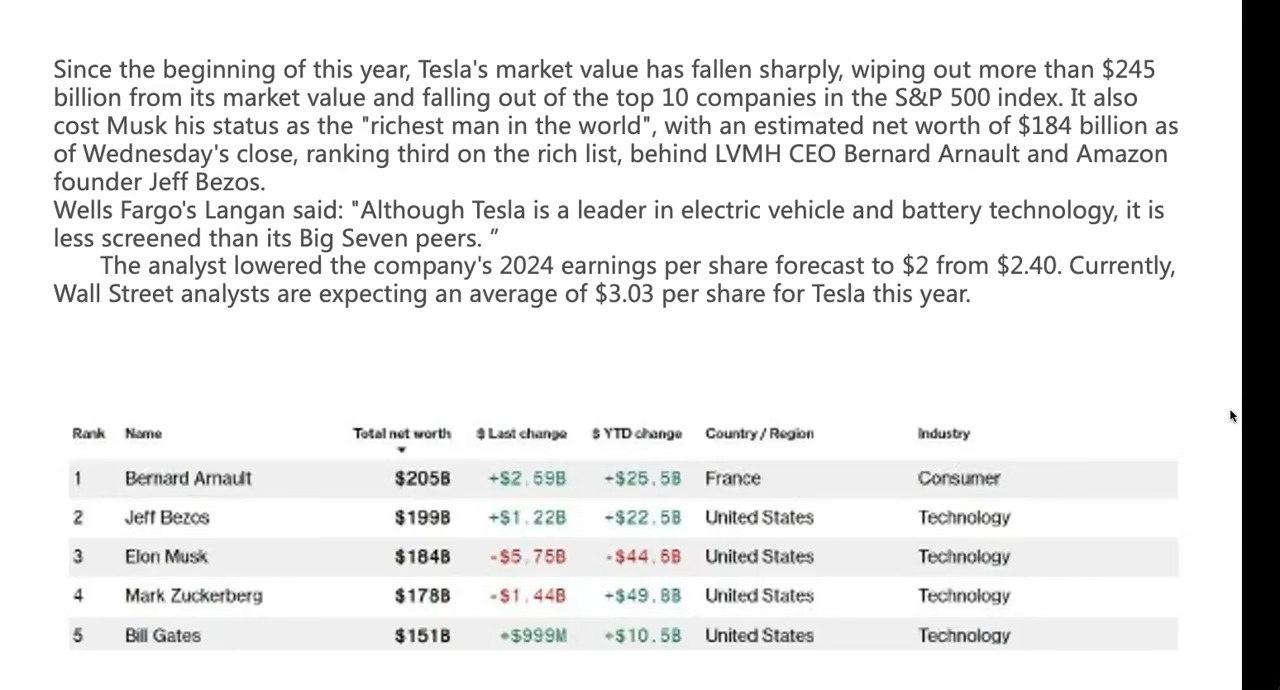 Since the beginning of this year, Tesla's market value has fallen sharply, wiping out more than $245
billion from its market value and falling out of the top 10 companies in the S&P 500 index. It also
cost Musk his status as the "richest man in the world", with an estimated net worth of $184 billion as
of Wednesday's close, ranking third on the rich list, behind LVMH CEO Bernard Arnault and Amazon
founder Jeff Bezos.
Wells Fargo's Langan said: "Although Tesla is a leader in electric vehicle and battery technology, it is
less screened than its Big Seven peers. ”
The analyst lowered the company's 2024 earnings per share forecast to $2 from $2.40. Currently,
Wall Street analysts are expecting an average of $3.03 per share for Tesla this year.
Rank Name Total net worth $ Last change $ YTD change Country / Region Industry
1 Bernard Arnault $205B +$2.59B +$25.5B France Consumer
2 Jeff Bezos $199B +$1.22B +$22.5B United States Technology
3 Elon Musk $184B -$5.75B -$44.6B United States Technology
4 Mark Zuckerberg $178B -$1.44B +$49.8B United States Technology
5 Bill Gates $151B +$999M +$10.5B United States Technology